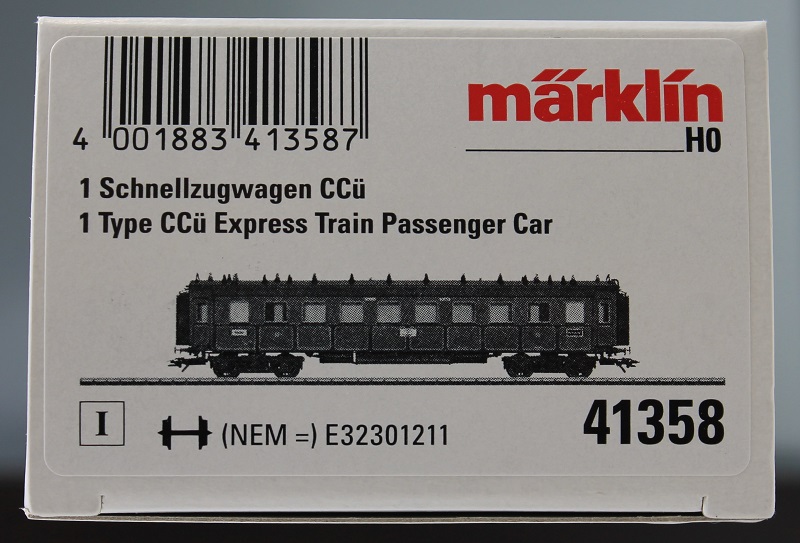 märklin
H0
4 001883 413587
1 Schnellzugwagen CCü
1 Type CCü Express Train Passenger Car
I
(NEM =) E32301211
41358